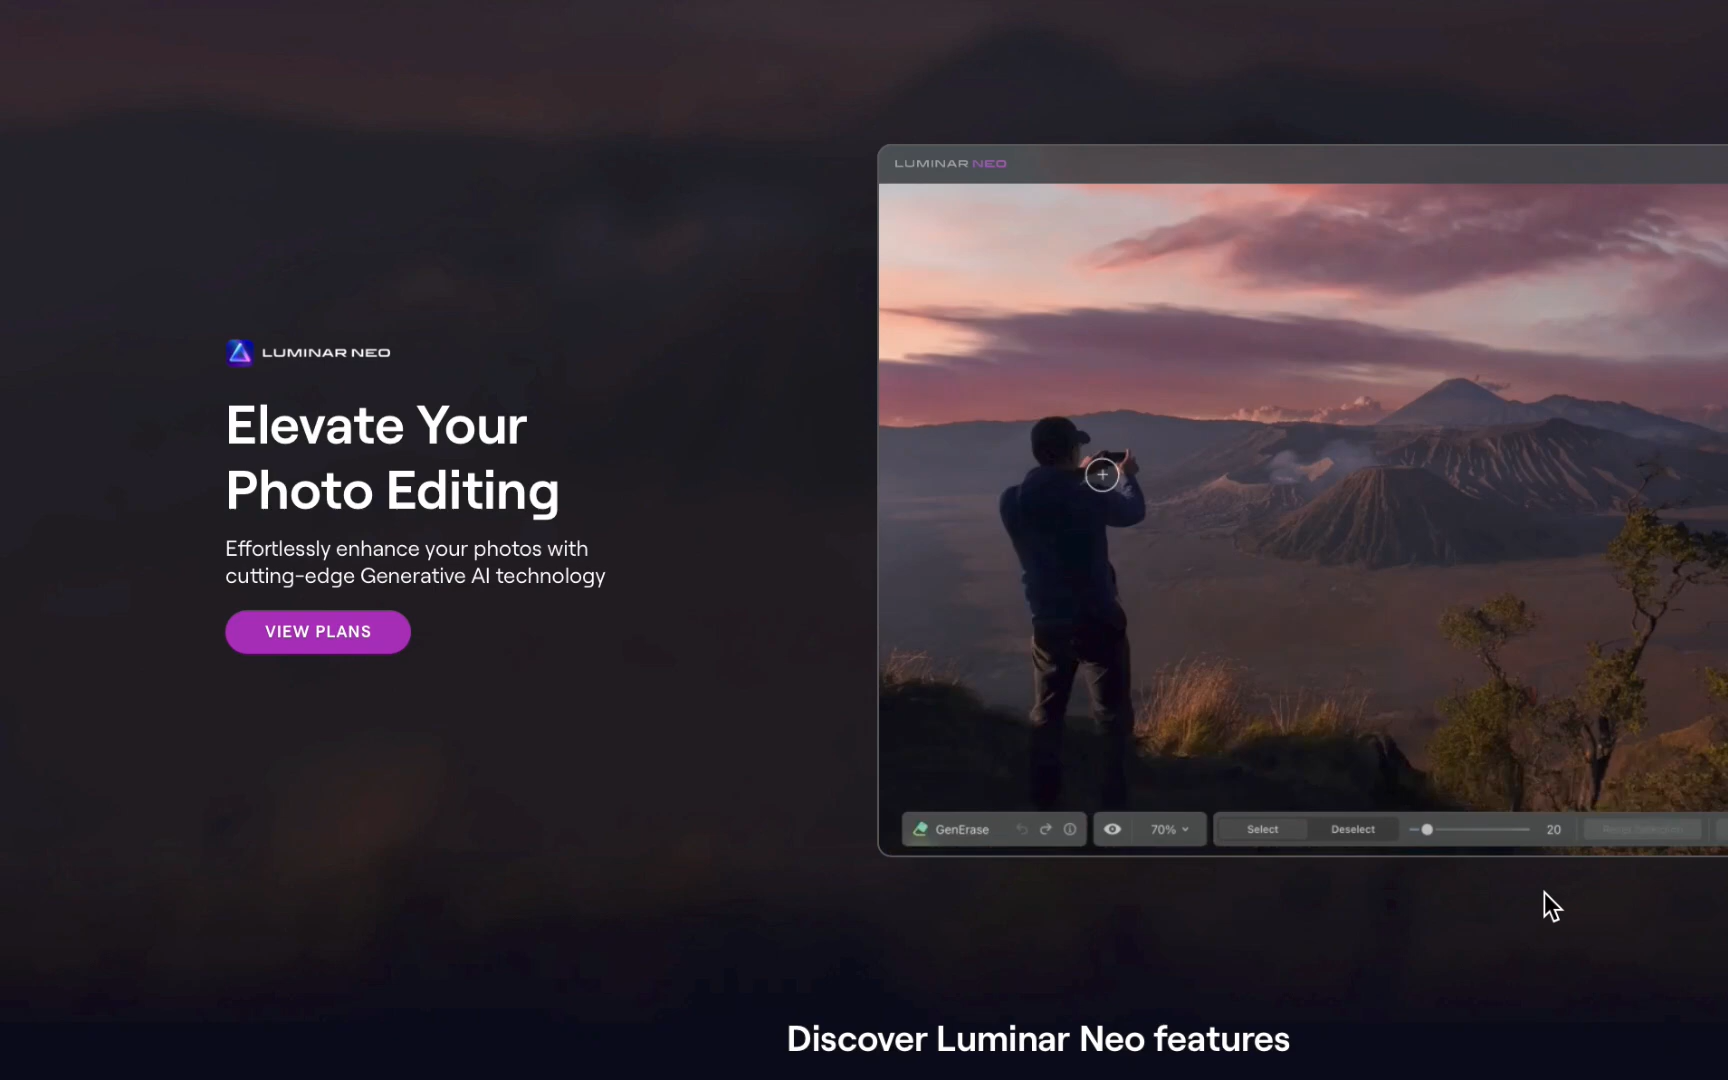 LUMINAR NEO
LUMINAR NEO
Elevate Your
Photo Editing
Effortlessly enhance your photos with
cutting-edge Generative AI technology
VIEW PLANS
GenErase
70%
Select
Deselect
20
Discover Luminar Neo features